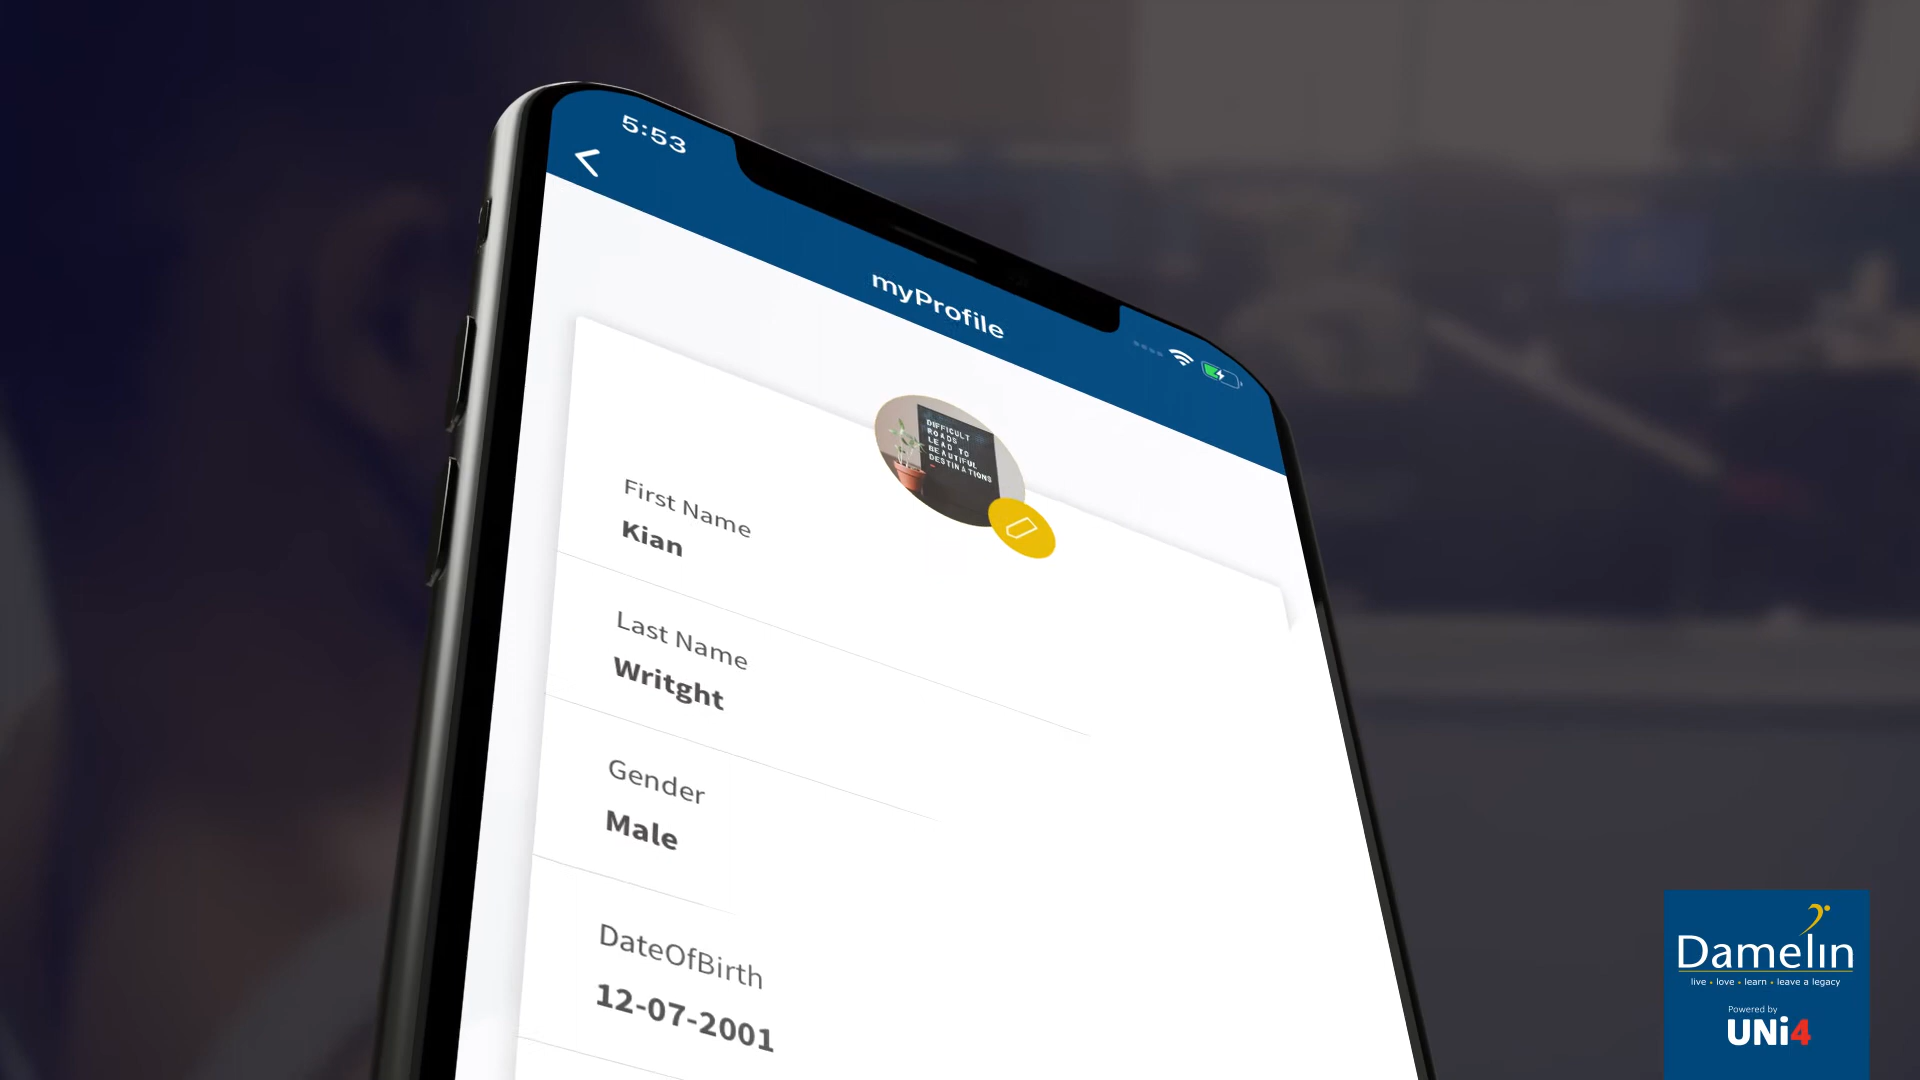 5:53
myProfile
DIFFICULT
ROADS
LEAD TO
BEAUTIFUL
DESTINATIONS
First Name
Kian
Last Name
Writght
Gender
Male
DateOfBirth
12-07-2001
Damelin
live • love • learn • leave a legacy
Powered by
UNi4